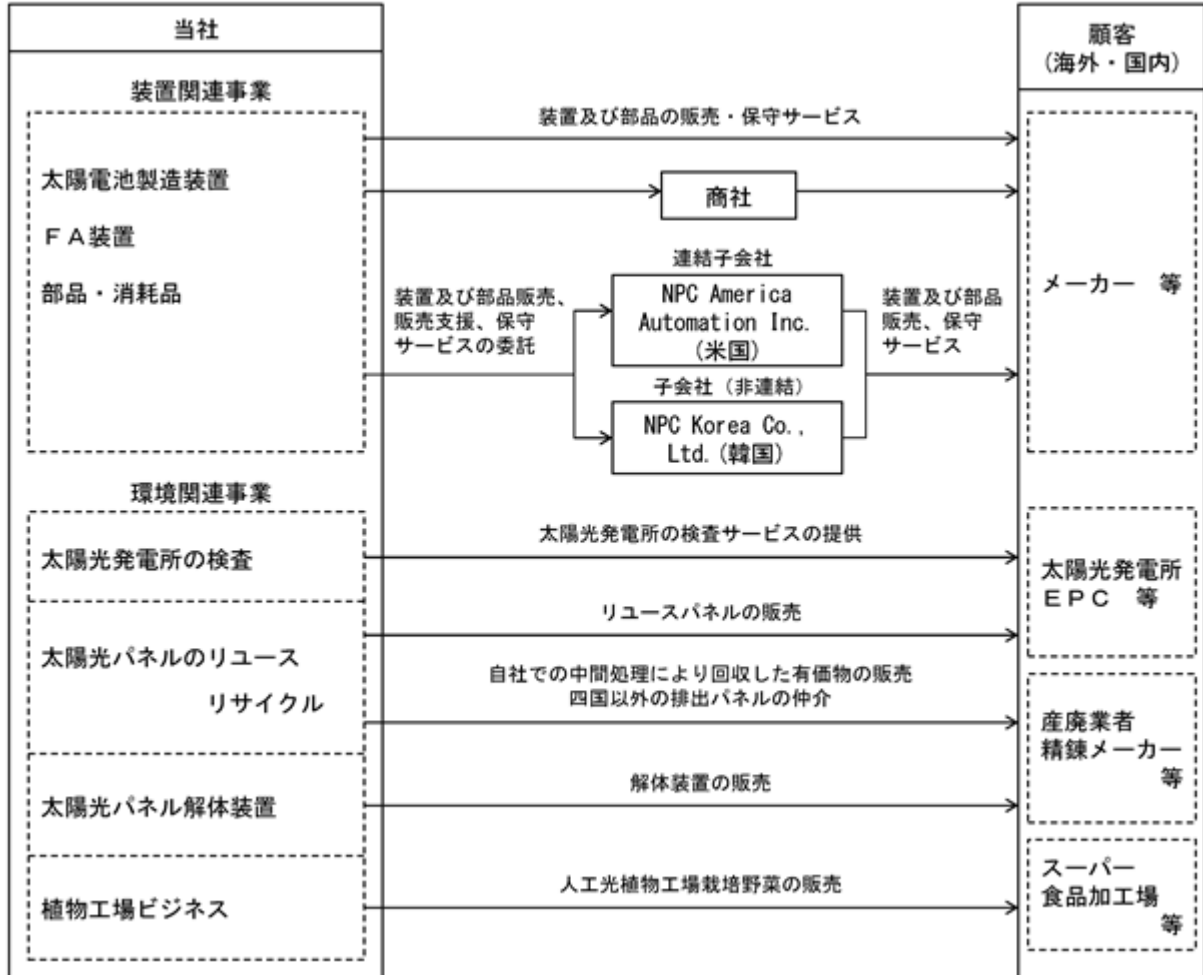 当社
顧客
(海外・国内)
装置関連事業
太陽電池製造装置
ＦＡ装置
部品・消耗品
装置及び部品の販売・保守サービス
商社
連結子会社
NPC America
Automation Inc.
(米国)
子会社（非連結）
NPC Korea Co.,
Ltd.(韓国)
装置及び部品販売、
販売支援、保守
サービスの委託
装置及び部品
販売、保守
サービス
メーカー　等
環境関連事業
太陽光発電所の検査
太陽光発電所の検査サービスの提供
太陽光発電所
ＥＰＣ　等
太陽光パネルのリユース
リサイクル
リユースパネルの販売
自社での中間処理により回収した有価物の販売
四国以外の排出パネルの仲介
産廃業者
精錬メーカー
等
太陽光パネル解体装置
解体装置の販売
植物工場ビジネス
人工光植物工場栽培野菜の販売
スーパー
食品加工場
等